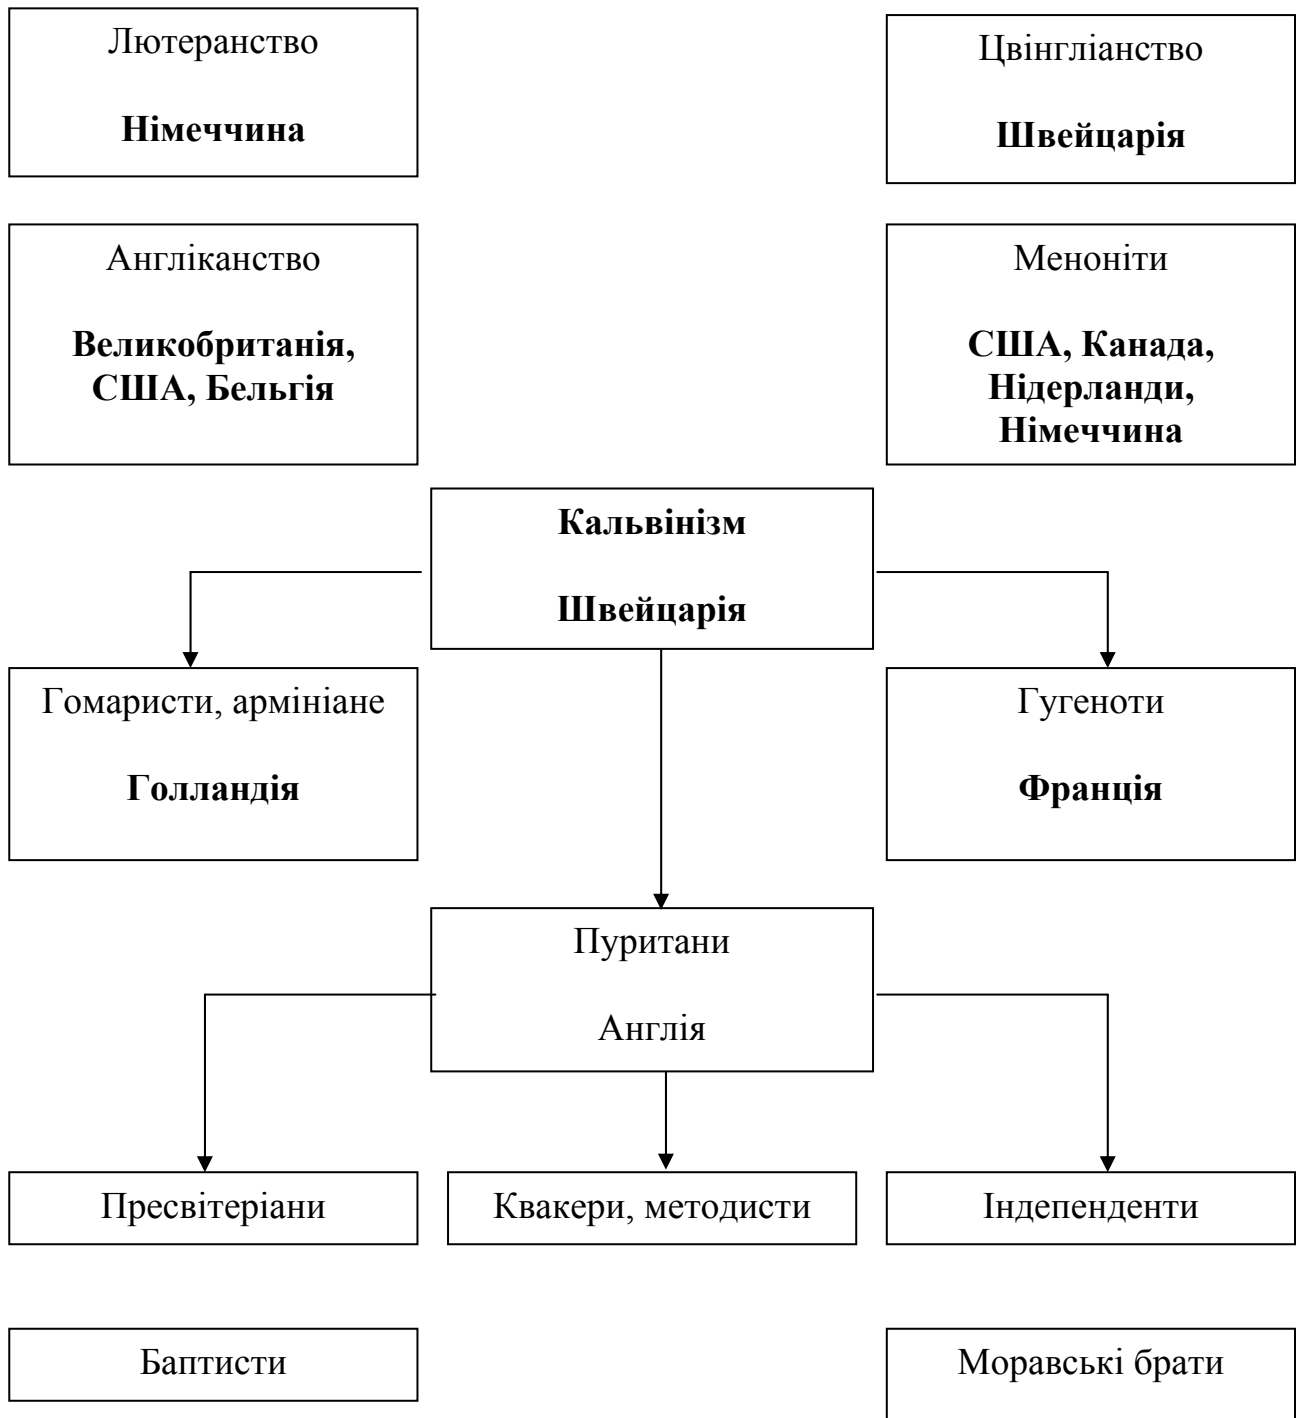 Лютеранство
Німеччина
Цвінгліанство
Швейцарія
Англіканство
Великобританія,
США, Бельгія
Меноніти
США, Канада,
Нідерланди,
Німеччина
Кальвінізм
Швейцарія
Гомаристи, армініане
Голландія
Гугеноти
Франція
Пуритани
Англія
Пресвітеріани
Квакери, методисти
Індепенденти
Баптисти
Моравські брати